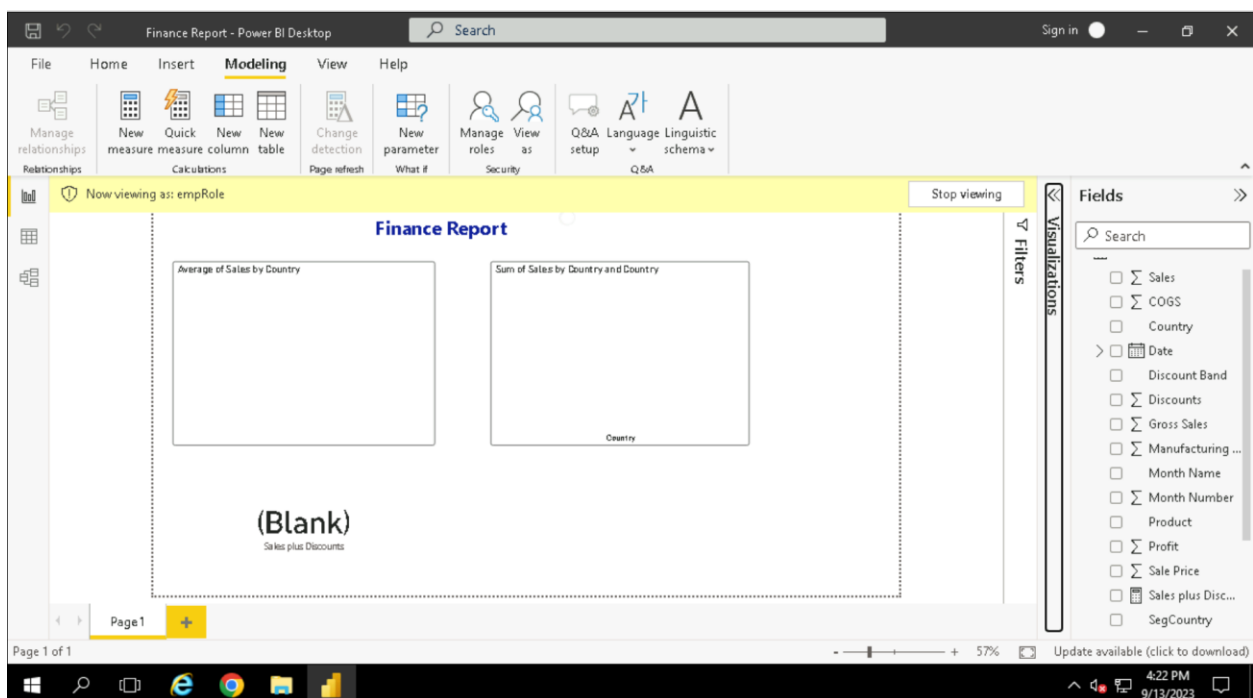 Finance Report - Power BI Desktop
Search
Sign in
File Home Insert Modeling View Help
Manage relationships
New measure
Quick measure
New column
New table
Change detection
New parameter
Manage roles
View as
Q&A setup
Language
Linguistic schema
Relationships
Calculations
Page refresh
What if
Security
Q&A
Now viewing as: empRole
Stop viewing
Finance Report
Average of Sales by Country
Sum of Sales by Country and Country
Country
(Blank)
Sales plus Discounts
Filters
Visualizations
Fields
Search
Sales
COGS
Country
Date
Discount Band
Discounts
Gross Sales
Manufacturing ...
Month Name
Month Number
Product
Profit
Sale Price
Sales plus Disc...
SegCountry
Page1
Page 1 of 1
57%
Update available (click to download)
4:22 PM
9/13/2023